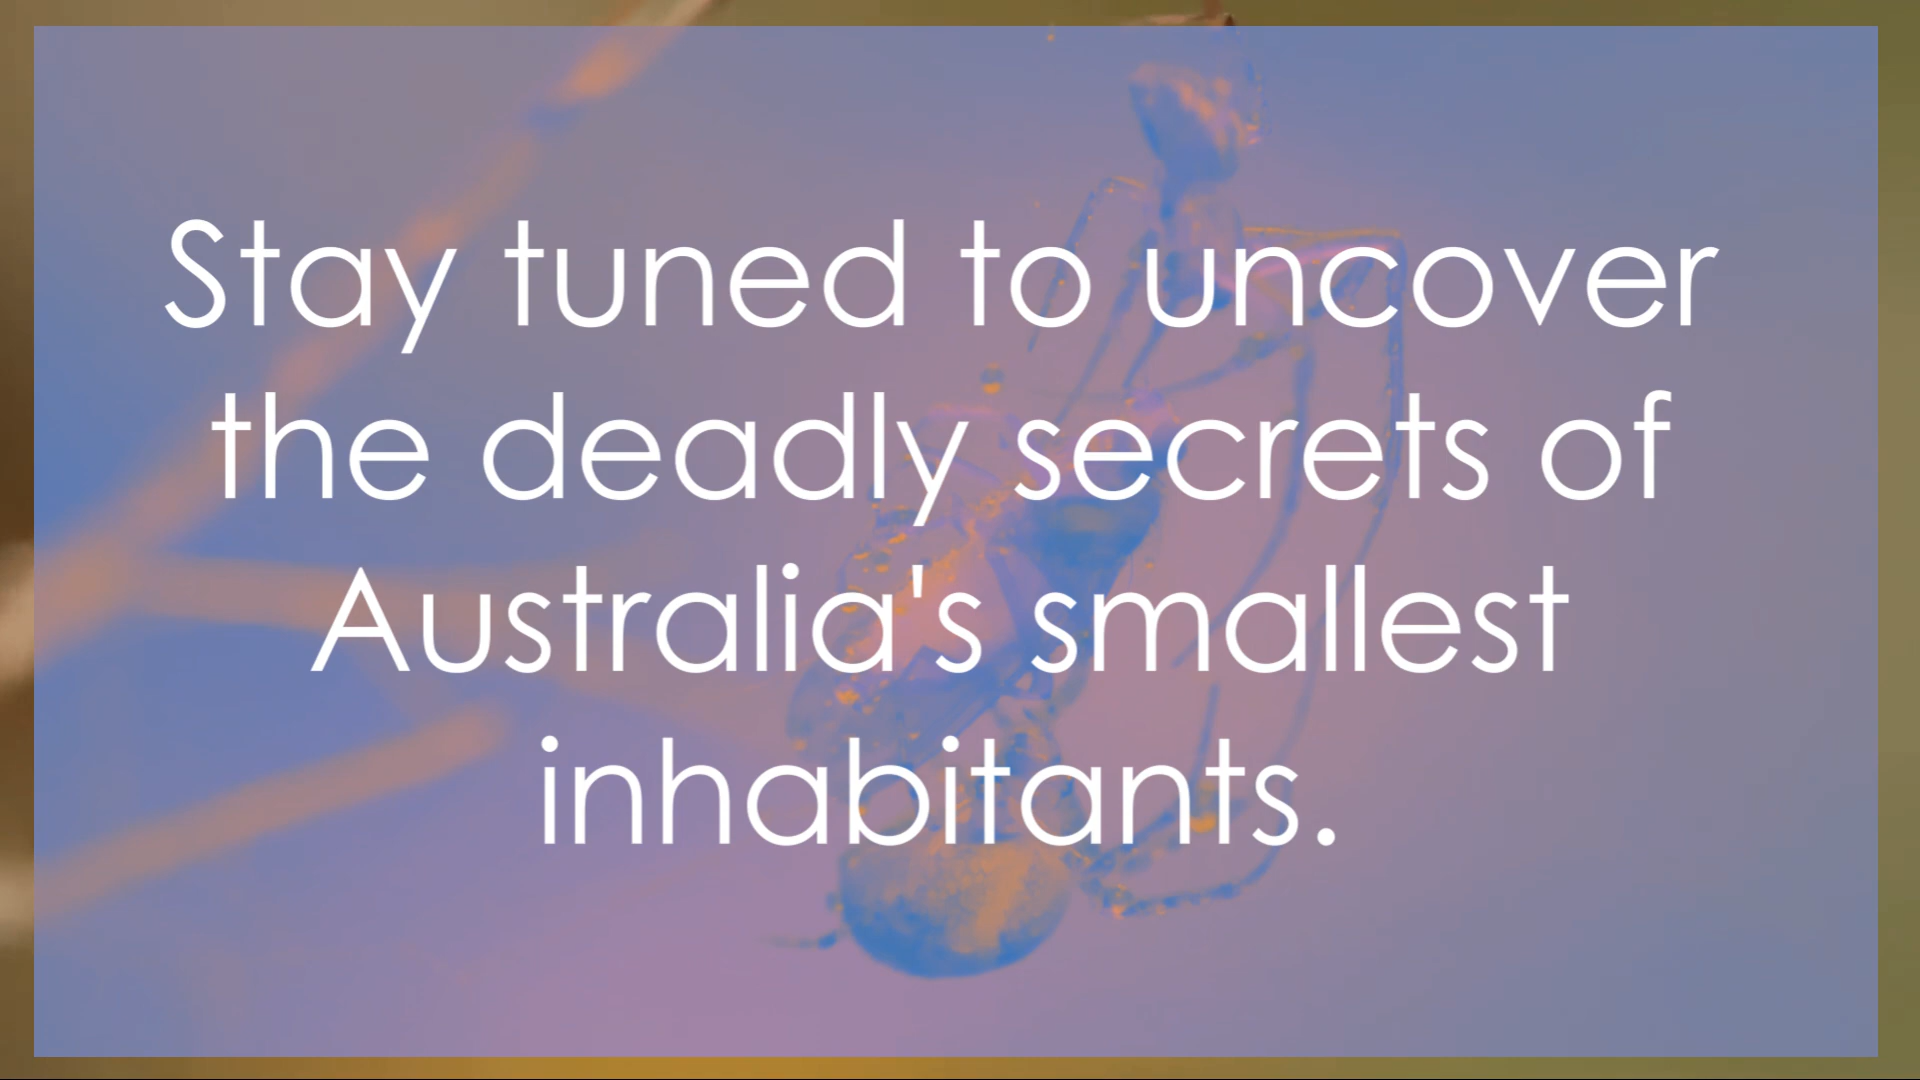 Stay tuned to uncover
the deadly secrets of
Australia's smallest
inhabitants.